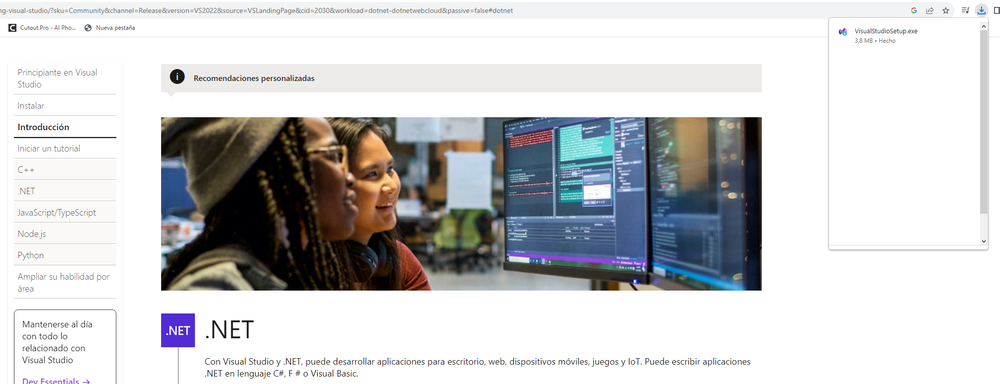 ng-visual-studio/?sku=Community&channel=Release&version=VS2022&source=VSLandingPage&cid=2030&workload=dotnet-dotnetwebcloud&passive=false#dotnet
Cutout.Pro - AI Pho...
Nueva pestaña
VisualStudioSetup.exe
3,8 MB • Hecho
Principiante en Visual
Studio
Instalar
Introducción
Iniciar un tutorial
C++
.NET
JavaScript/TypeScript
Node.js
Python
Ampliar su habilidad por
área
Mantenerse al día
con todo lo
relacionado con
Visual Studio
Dev Essentials →
Recomendaciones personalizadas
.NET
.NET
Con Visual Studio y .NET, puede desarrollar aplicaciones para escritorio, web, dispositivos móviles, juegos y IoT. Puede escribir aplicaciones
.NET en lenguaje C#, F # o Visual Basic.